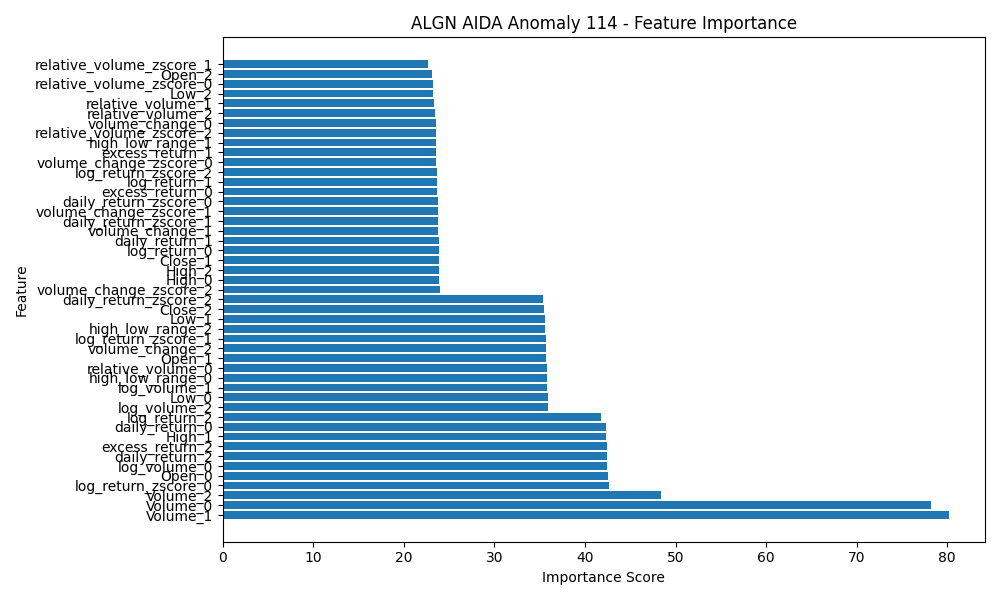 ALGN AIDA Anomaly 114 - Feature Importance
relative_volume_zscore_1
Open_2
relative_volume_zscore_0
Low_2
relative_volume_1
relative_volume_2
volume_change_0
relative_volume_zscore_2
high_low_range_1
excess_return_1
volume_change_zscore_0
log_return_zscore_2
log_return_1
excess_return_0
daily_return_zscore_0
volume_change_zscore_1
daily_return_zscore_1
volume_change_1
daily_return_1
log_return_0
Close_1
High_2
High_0
volume_change_zscore_2
daily_return_zscore_2
Close_2
Low_1
high_low_range_2
log_return_zscore_1
volume_change_2
Open_1
relative_volume_0
high_low_range_0
log_volume_1
Low_0
log_volume_2
log_return_2
daily_return_0
High_1
excess_return_2
daily_return_2
log_volume_0
Open_0
log_return_zscore_0
Volume_2
Volume_0
Volume_1
Feature
0 10 20 30 40 50 60 70 80
Importance Score